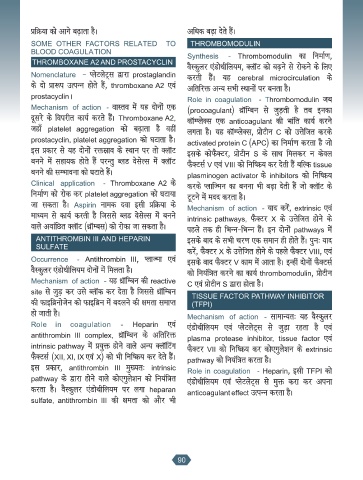 प्रक्रिया को आगे बढ़ाता है।
SOME OTHER FACTORS RELATED TO
BLOOD COAGULATION
THROMBOXANE A2 AND PROSTACYCLIN
Nomenclature - प्लेटलेट्स द्वारा prostaglandin
के दो प्रारूप उत्पन्न होते हैं, thromboxane A2 एवं
prostacyclin।
Mechanism of action - वास्तव में यह दोनों एक
दूसरे के विपरीत कार्य करते हैं। Thromboxane A2,
जहाँ platelet aggregation को बढ़ाता है वहीं
prostacyclin, platelet aggregation को घटाता है।
इस प्रकार से यह दोनों रक्तस्त्राव के स्थान पर तो क्लॉट
बनने में सहायक होते हैं परन्तु ब्लड वेसेल्स में क्लॉट
बनने की सम्भावना को घटाते हैं।
Clinical application - Thromboxane A2 के
निर्माण को रोक कर platelet aggregation को घटाया
जा सकता है। Aspirin नामक दवा इसी प्रक्रिया के
माध्यम से कार्य करती है जिससे ब्लड वेसेल्स में बनने
वाले अवांछित क्लॉट (थ्रॉम्बस) को रोका जा सकता है।
ANTITHROMBIN III AND HEPARIN
SULFATE
Occurence - Antithrombin III, प्लाज्मा एवं
वैस्कुलर एंडोथीलियम दोनों में मिलता है।
Mechanism of action - यह थ्रॉम्बिन की reactive
site से जुड़ कर उसे ब्लॉक कर देता है जिससे थ्रॉम्बिन
की फाइब्रिनोजेन को फाइब्रिन में बदलने की क्षमता समाप्त
हो जाती है।
Role in coagulation - Heparin एवं
antithrombin III complex, थ्रॉम्बिन के अतिरिक्त
intrinsic pathway में प्रयुक्त होने वाले अन्य क्लॉटिंग
फैक्टर्स (XII, XI, IX एवं X) को भी निष्क्रिय कर देते हैं।
इस प्रकार, antithrombin III मुख्यतः intrinsic
pathway के द्वारा होने वाले कोएगुलेशन को नियंत्रित
करता है। वैस्कुलर एंडोथीलियम पर लगा heparan
sulfate, antithrombin III की क्षमता को और भी
अधिक बढ़ा देते हैं।
THROMBOMODULIN
Synthesis - Thrombomodulin का निर्माण,
वैस्कुलर एंडोथीलियम, क्लॉट को बढ़ने से रोकने के लिए
करती हैं। यह cerebral microcirculation के
अतिरिक्त अन्य सभी स्थानों पर बनता है।
Role in coagulation - Thrombomodulin जब
(procoagulant) थ्रॉम्बिन से जुड़ती है तब इनका
कॉम्प्लेक्स एक anticoagulant की भांति कार्य करने
लगता है। यह कॉम्प्लेक्स, प्रोटीन C को उत्तेजित करके
activated protein C (APC) का निर्माण करता है जो
इसके कोफैक्टर, प्रोटीन S के साथ मिलकर न केवल
फैक्टर्स V एवं VIII को निष्क्रिय कर देती हैं बल्कि tissue
plasminogen activator के inhibitors को निष्क्रिय
करके प्लाज्मिन का बनना भी बढ़ा देती हैं जो क्लॉट के
टूटने में मदद करता है।
Mechanism of action - याद करें, extrinsic एवं
intrinsic pathways, फैक्टर X के उत्तेजित होने के
पहले तक ही भिन्न-भिन्न हैं। इन दोनों pathways में
इसके बाद के सभी चरण एक समान ही होते हैं। पुनः याद
करें, फैक्टर X के उत्तेजित होने के पहले फैक्टर VIII, एवं
इसके बाद फैक्टर V काम में आता है। इन्हीं दोनों फैक्टर्स
को नियंत्रित करने का कार्य thrombomodulin, प्रोटीन
C एवं प्रोटीन S द्वारा होता है।
TISSUE FACTOR PATHWAY INHIBITOR
(TFPI)
Mechanism of action - सामान्यतः यह वैस्कुलर
एंडोथीलियम एवं प्लेटलेट्स से जुड़ा रहता है एवं
plasma protease inhibitor, tissue factor एवं
फैक्टर VII को निष्क्रिय कर कोएगुलेशन के extrinsic
pathway को नियंत्रित करता है।
Role in coagulation - Heparin, इसी TFPI को
एंडोथीलियम एवं प्लेटलेट्स से मुक्त करा कर अपना
anticoagulant effect उत्पन्न करता है।
90